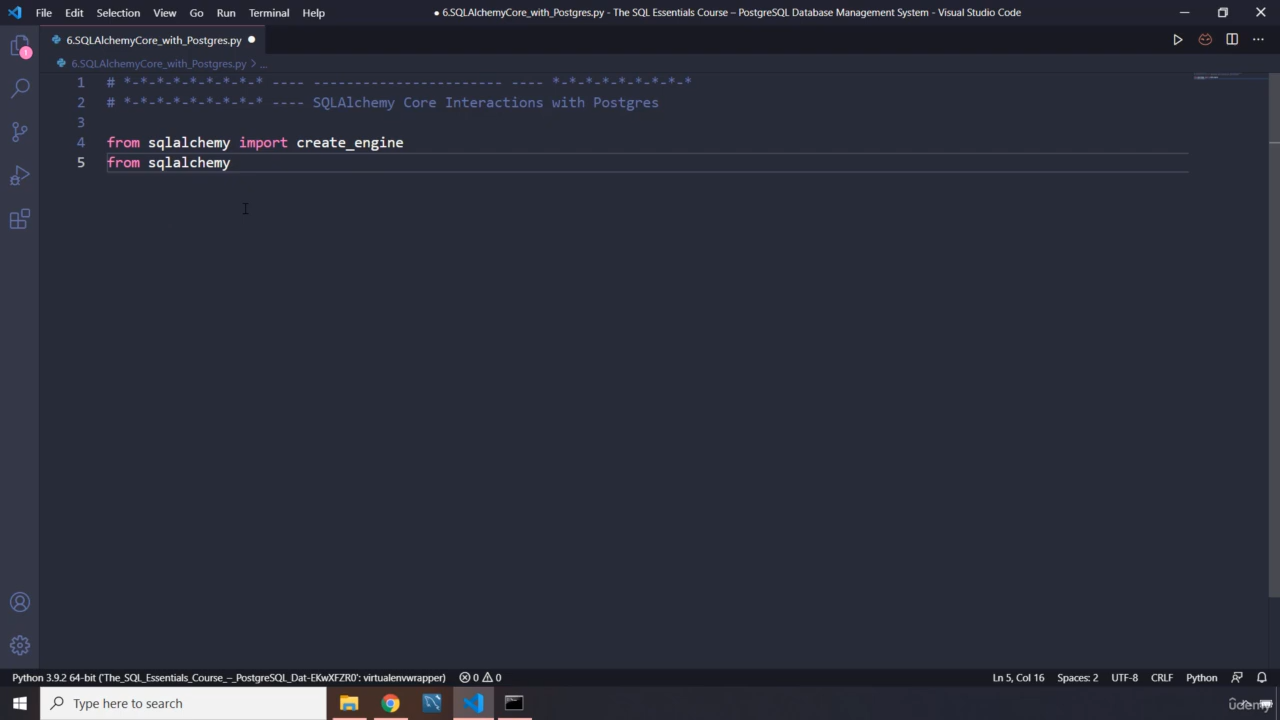 File Edit Selection View Go Run Terminal Help
● 6.SQLAlchemyCore_with_Postgres.py - The SQL Essentials Course – PostgreSQL Database Management System - Visual Studio Code
6.SQLAlchemyCore_with_Postgres.py ●
6.SQLAlchemyCore_with_Postgres.py > ...
1 # *-*-*-*-*-*-*-*-* ---- ----------------------- ---- *-*-*-*-*-*-*-*-*
2 # *-*-*-*-*-*-*-*-* ---- SQLAlchemy Core Interactions with Postgres
3
4 from sqlalchemy import create_engine
5 from sqlalchemy
1
Python 3.9.2 64-bit ('The_SQL_Essentials_Course_–_PostgreSQL_Dat-EKwXFZR0': virtualenvwrapper) 0 0 Ln 5, Col 16 Spaces: 2 UTF-8 CRLF Python
Type here to search
udemy